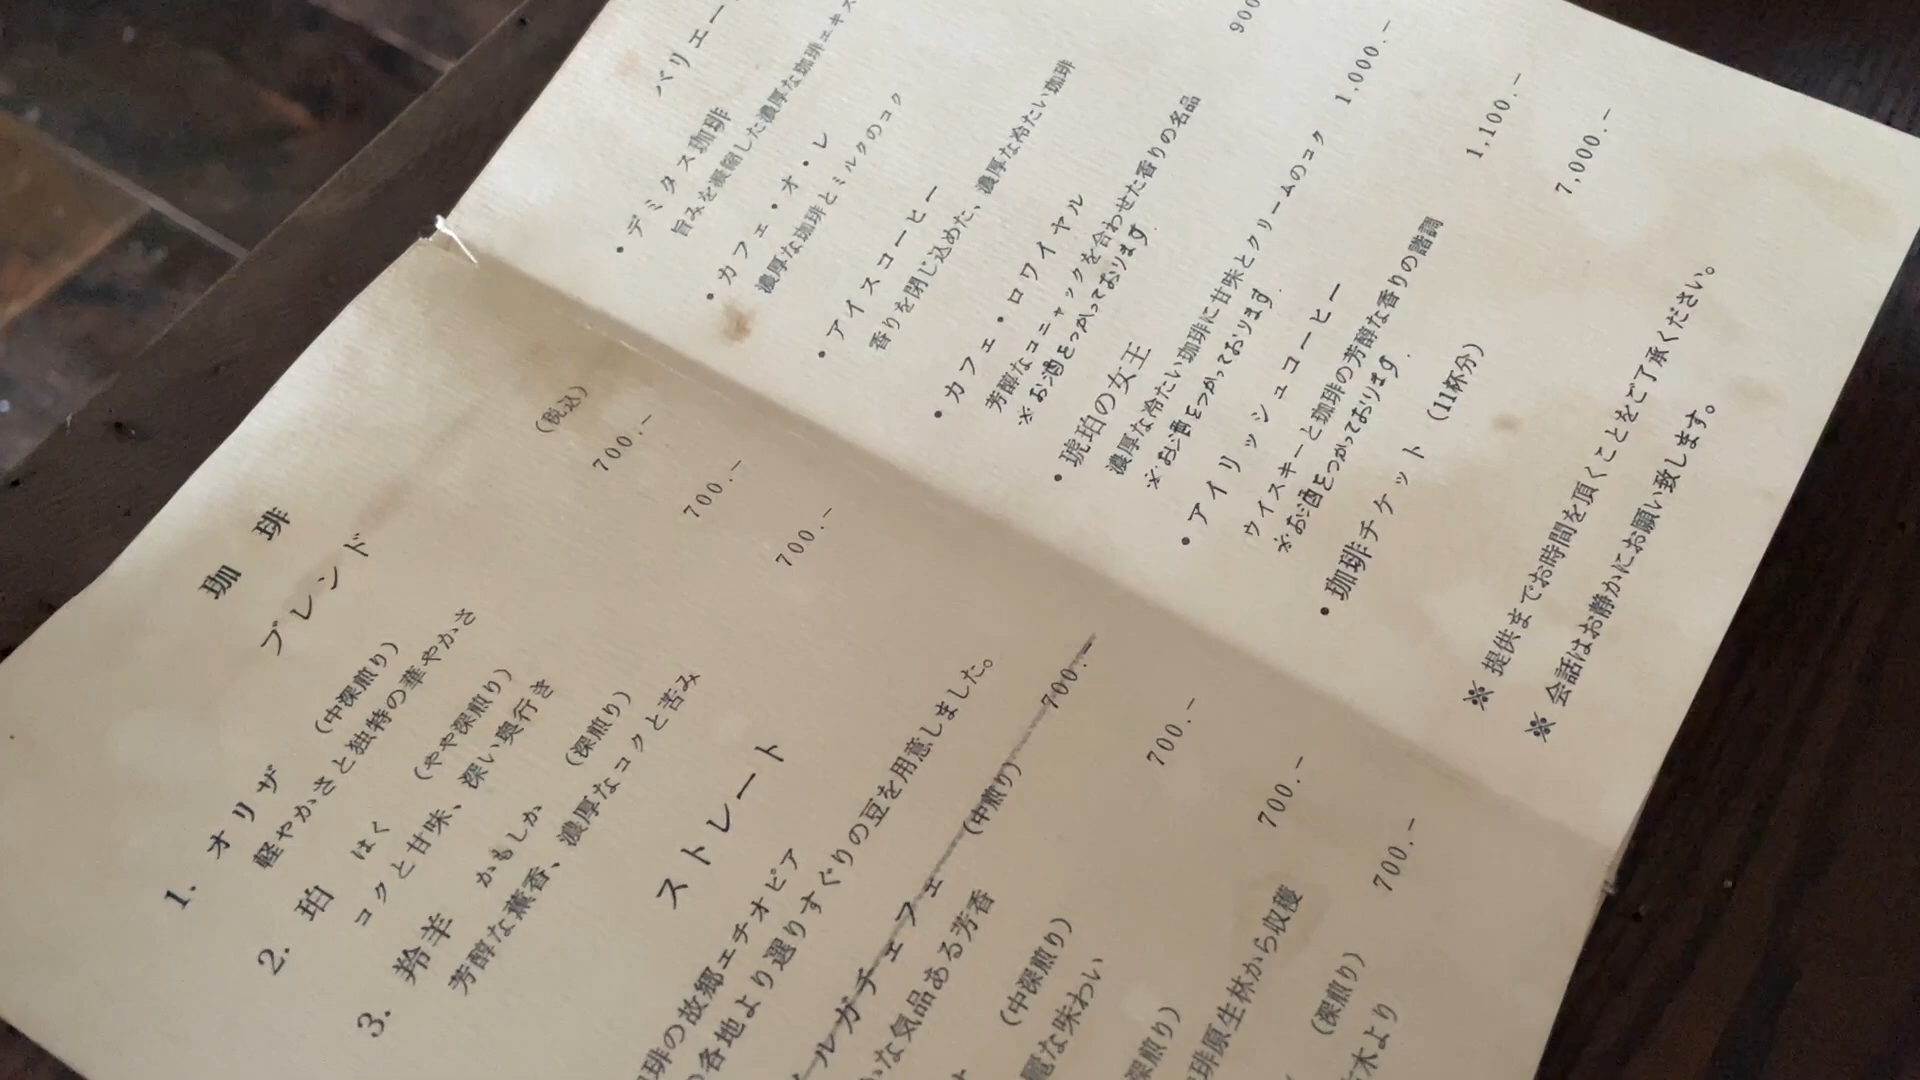 珈琲
ブレンド
(税込)
1. オリザ (中深煎り) 700.-
軽やかさと独特の華やかさ
2. 珀 はく (やや深煎り) 700.-
コクと甘味、深い奥行き
3. 羚羊 かもしか (深煎り) 700.-
芳醇な薫香、濃厚なコクと苦み
ストレート
琲の故郷エチオピア
各地より選りすぐりの豆を用意しました。
ルガチェフェ (中煎り) 700.-
な気品ある芳香
(中深煎り) 700.-
な味わい
深煎り) 700.-
琲原生林から収穫
(深煎り) 700.-
木より
バリエー
・デミタス珈琲
旨みを凝縮した濃厚な珈琲エキス
・カフェ・オ・レ
濃厚な珈琲とミルクのコク
・アイスコーヒー
香りを閉じ込めた、濃厚な冷たい珈琲
・カフェ・ロワイヤル 900
芳醇なコニャックを合わせた香りの名品
※お酒をつかっております。
・琥珀の女王 1,000.-
濃厚な冷たい珈琲に甘味とクリームのコク
※お酒をつかっております。
・アイリッシュコーヒー 1,100.-
ウイスキーと珈琲の芳醇な香りの諧調
※お酒をつかっております。
・珈琲チケット (11杯分) 7,000.-
※ 提供までお時間を頂くことをご了承ください。
※ 会話はお静かにお願い致します。